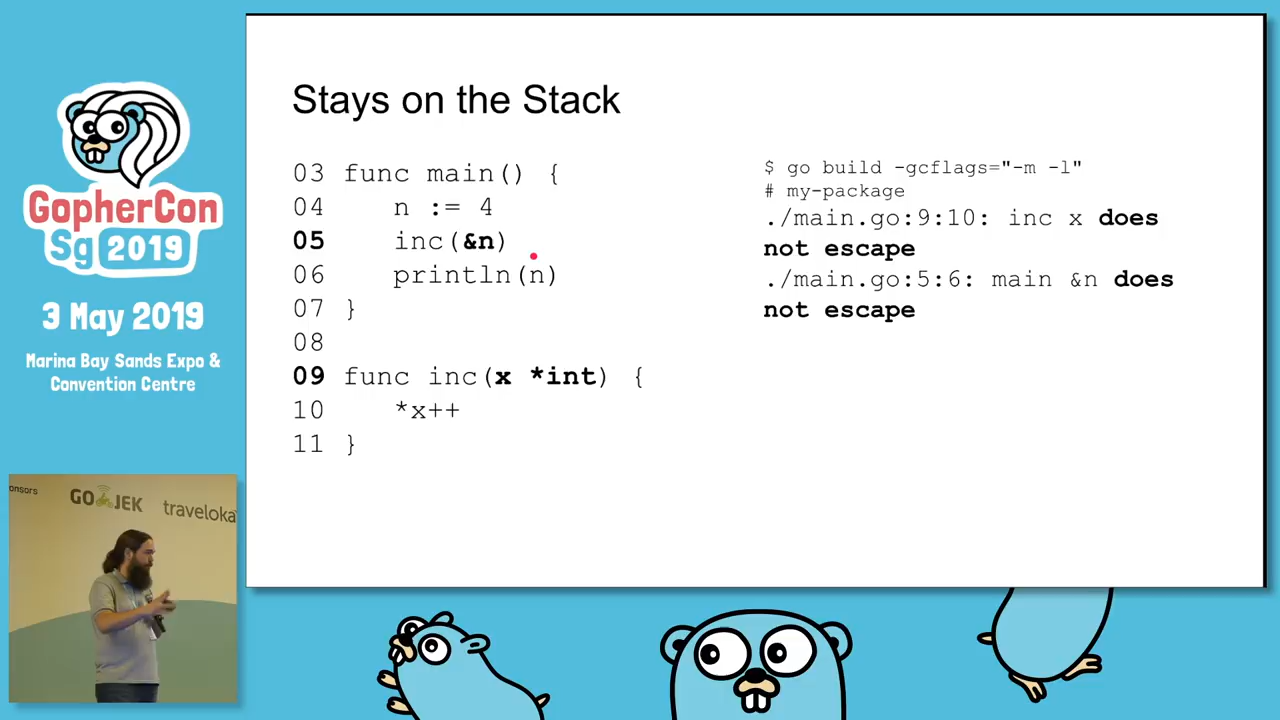 GopherCon
Sg 2019
3 May 2019
Marina Bay Sands Expo &
Convention Centre
Stays on the Stack
03 func main() {
04    n := 4
05    inc(&n)
06    println(n)
07 }
08
09 func inc(x *int) {
10    *x++
11 }
$ go build -gcflags="-m -l"
# my-package
./main.go:9:10: inc x does
not escape
./main.go:5:6: main &n does
not escape
onsors
GO JEK
traveloka